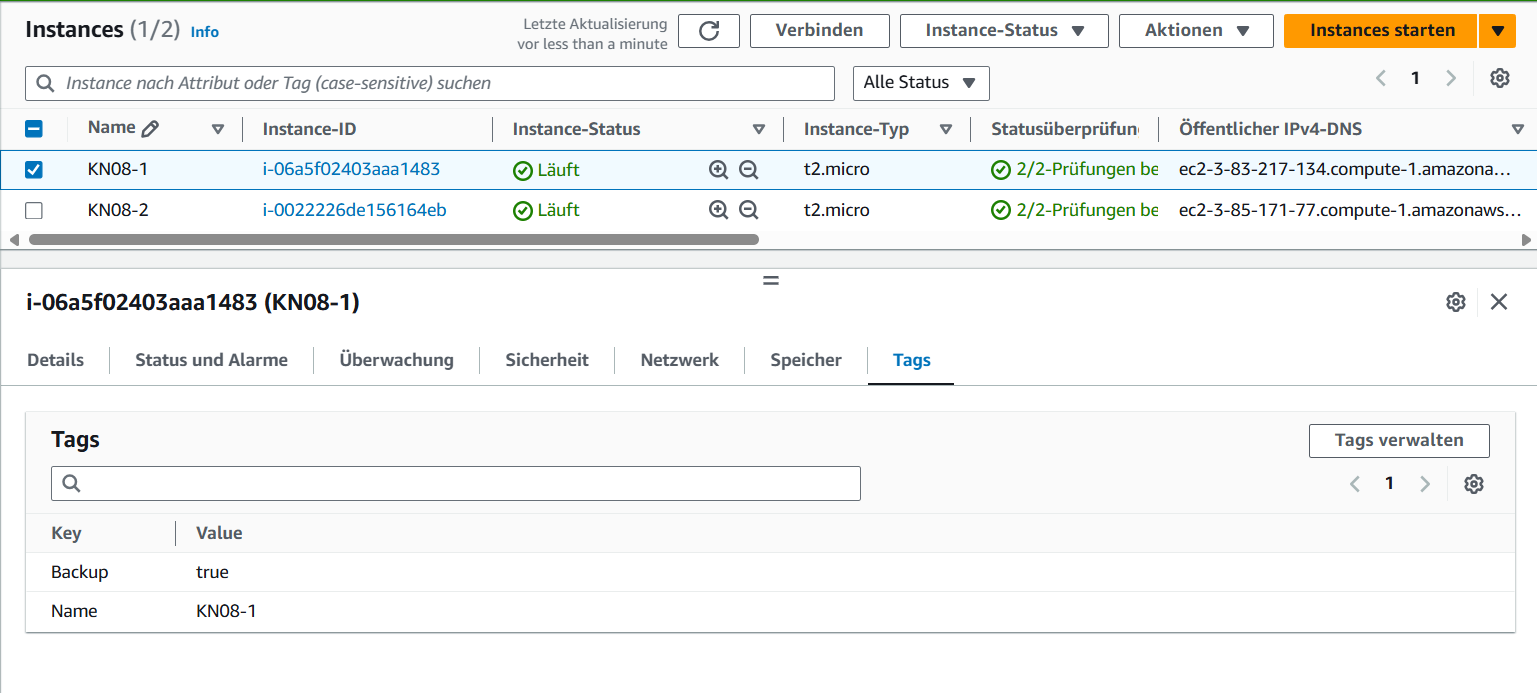 Instances (1/2) Info
Letzte Aktualisierung
vor less than a minute
Verbinden
Instance-Status
Aktionen
Instances starten
Instance nach Attribut oder Tag (case-sensitive) suchen
Alle Status
1
Name Instance-ID Instance-Status Instance-Typ Statusüberprüfun Öffentlicher IPv4-DNS
KN08-1 i-06a5f02403aaa1483 Läuft t2.micro 2/2-Prüfungen be ec2-3-83-217-134.compute-1.amazona…
KN08-2 i-0022226de156164eb Läuft t2.micro 2/2-Prüfungen be ec2-3-85-171-77.compute-1.amazonaws…
i-06a5f02403aaa1483 (KN08-1)
Details Status und Alarme Überwachung Sicherheit Netzwerk Speicher Tags
Tags
Tags verwalten
1
Key Value
Backup true
Name KN08-1